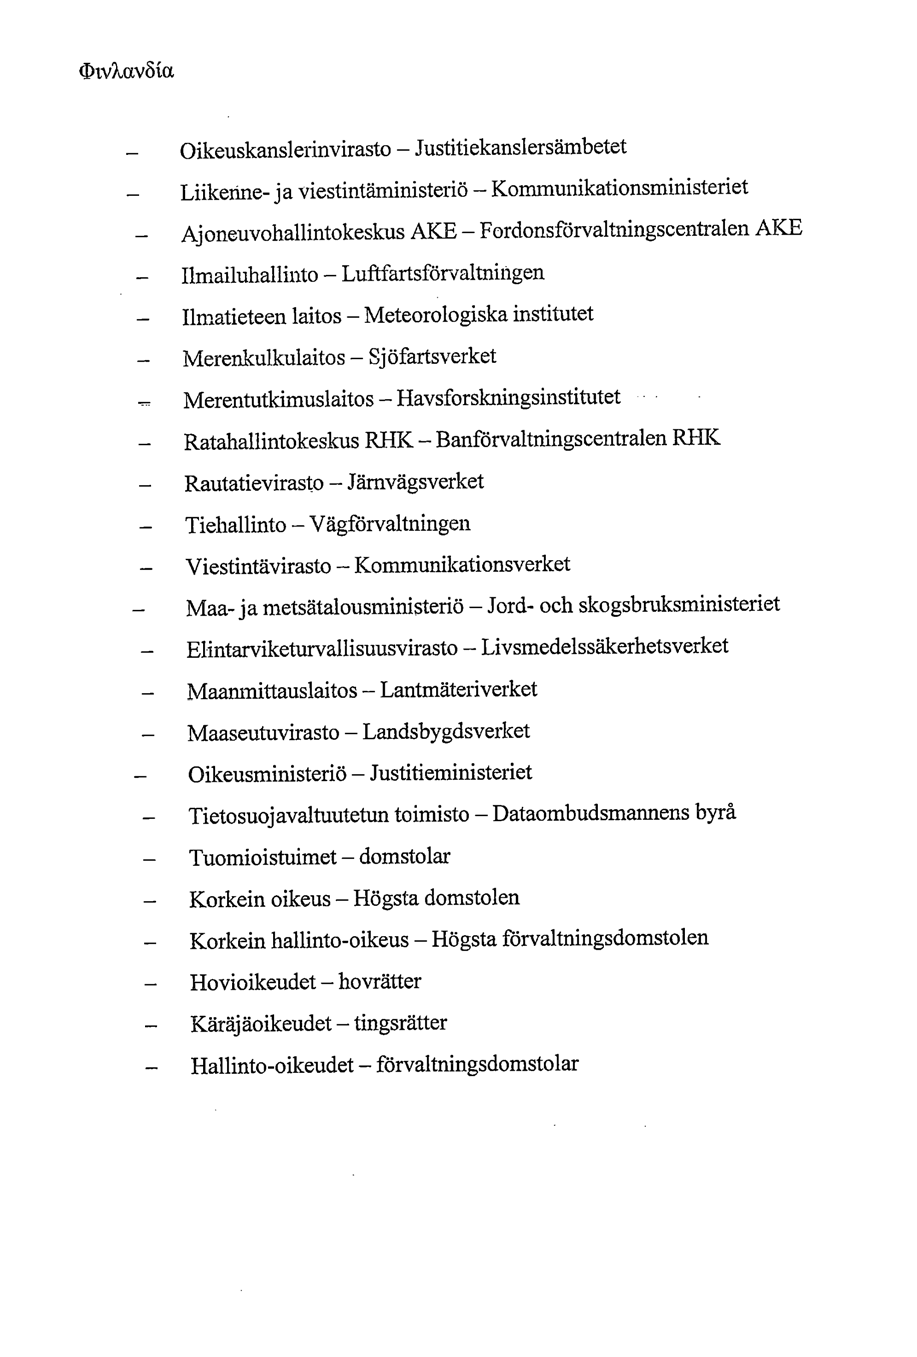 Φινλανδία
– Oikeuskanslerinvirasto – Justitiekanslersämbetet
– Liikenne- ja viestintäministeriö – Kommunikationsministeriet
– Ajoneuvohallintokeskus AKE – Fordonsförvaltningscentralen AKE
– Ilmailuhallinto – Luftfartsförvaltningen
– Ilmatieteen laitos – Meteorologiska institutet
– Merenkulkulaitos – Sjöfartsverket
– Merentutkimuslaitos – Havsforskningsinstitutet
– Ratahallintokeskus RHK – Banförvaltningscentralen RHK
– Rautatievirasto – Järnvägsverket
– Tiehallinto – Vägförvaltningen
– Viestintävirasto – Kommunikationsverket
– Maa- ja metsätalousministeriö – Jord- och skogsbruksministeriet
– Elintarviketurvallisuusvirasto – Livsmedelssäkerhetsverket
– Maanmittauslaitos – Lantmäteriverket
– Maaseutuvirasto – Landsbygdsverket
– Oikeusministeriö – Justitieministeriet
– Tietosuojavaltuutetun toimisto – Dataombudsmannens byrå
– Tuomioistuimet – domstolar
– Korkein oikeus – Högsta domstolen
– Korkein hallinto-oikeus – Högsta förvaltningsdomstolen
– Hovioikeudet – hovrätter
– Käräjäoikeudet – tingsrätter
– Hallinto-oikeudet – förvaltningsdomstolar